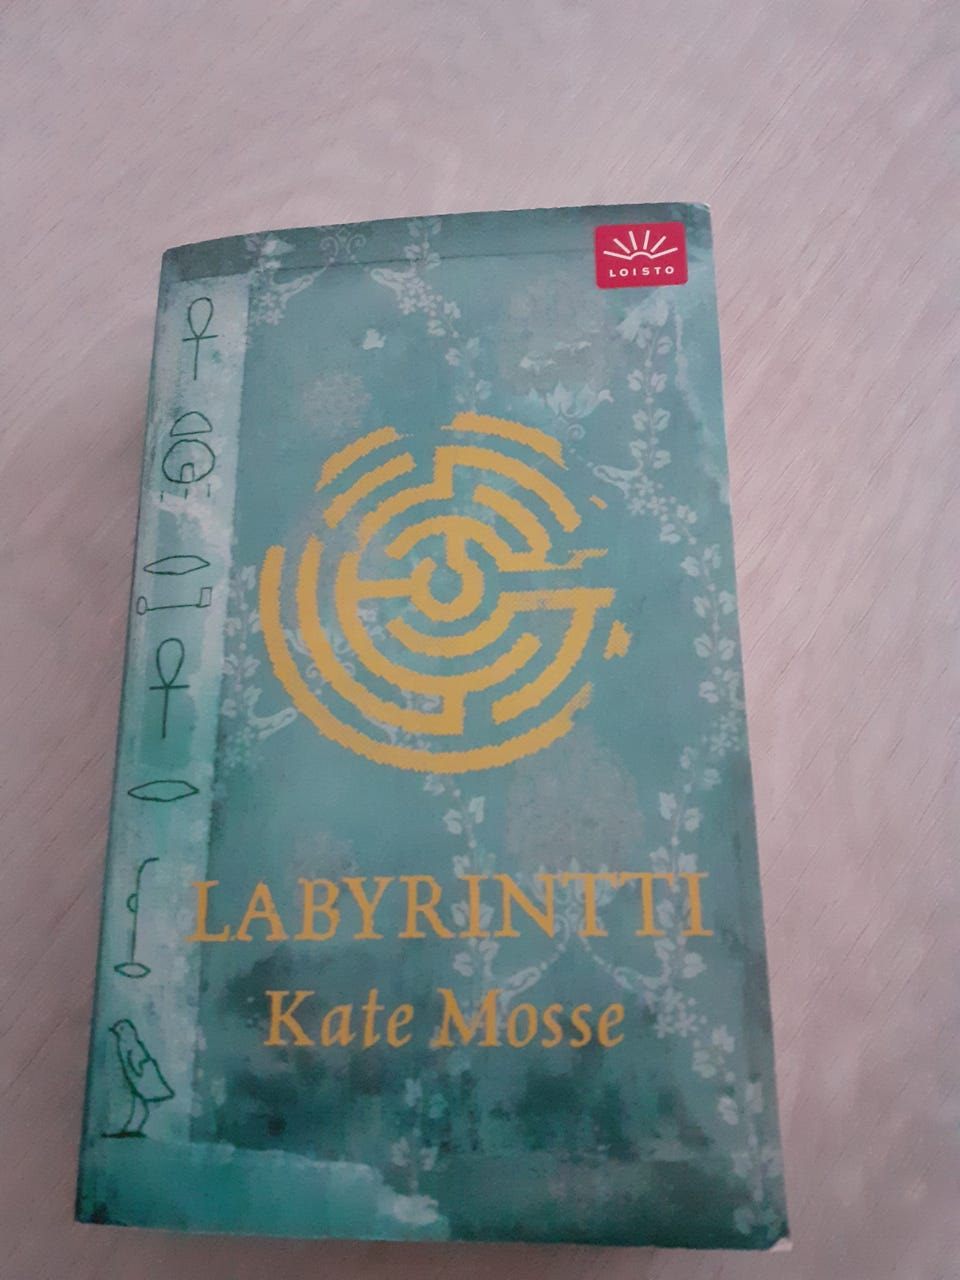 LOISTO
LABYRINTTI
Kate Mosse